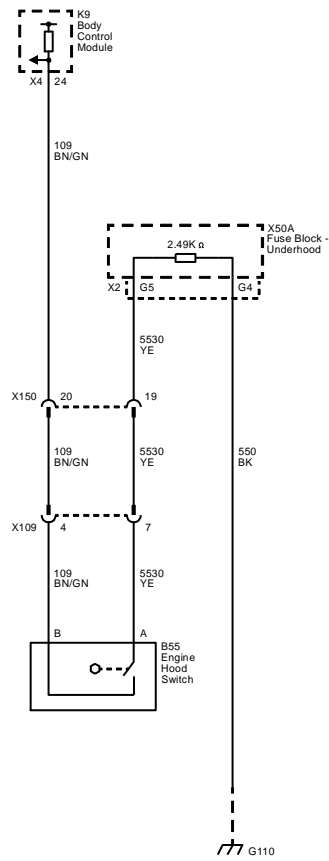 K9
Body
Control
Module
X4 24
109
BN/GN
X50A
Fuse Block -
Underhood
2.49K Ω
X2 G5 G4
5530
YE
X150 20 19
109
BN/GN
5530
YE
550
BK
X109 4 7
109
BN/GN
5530
YE
B A
B55
Engine
Hood
Switch
G110